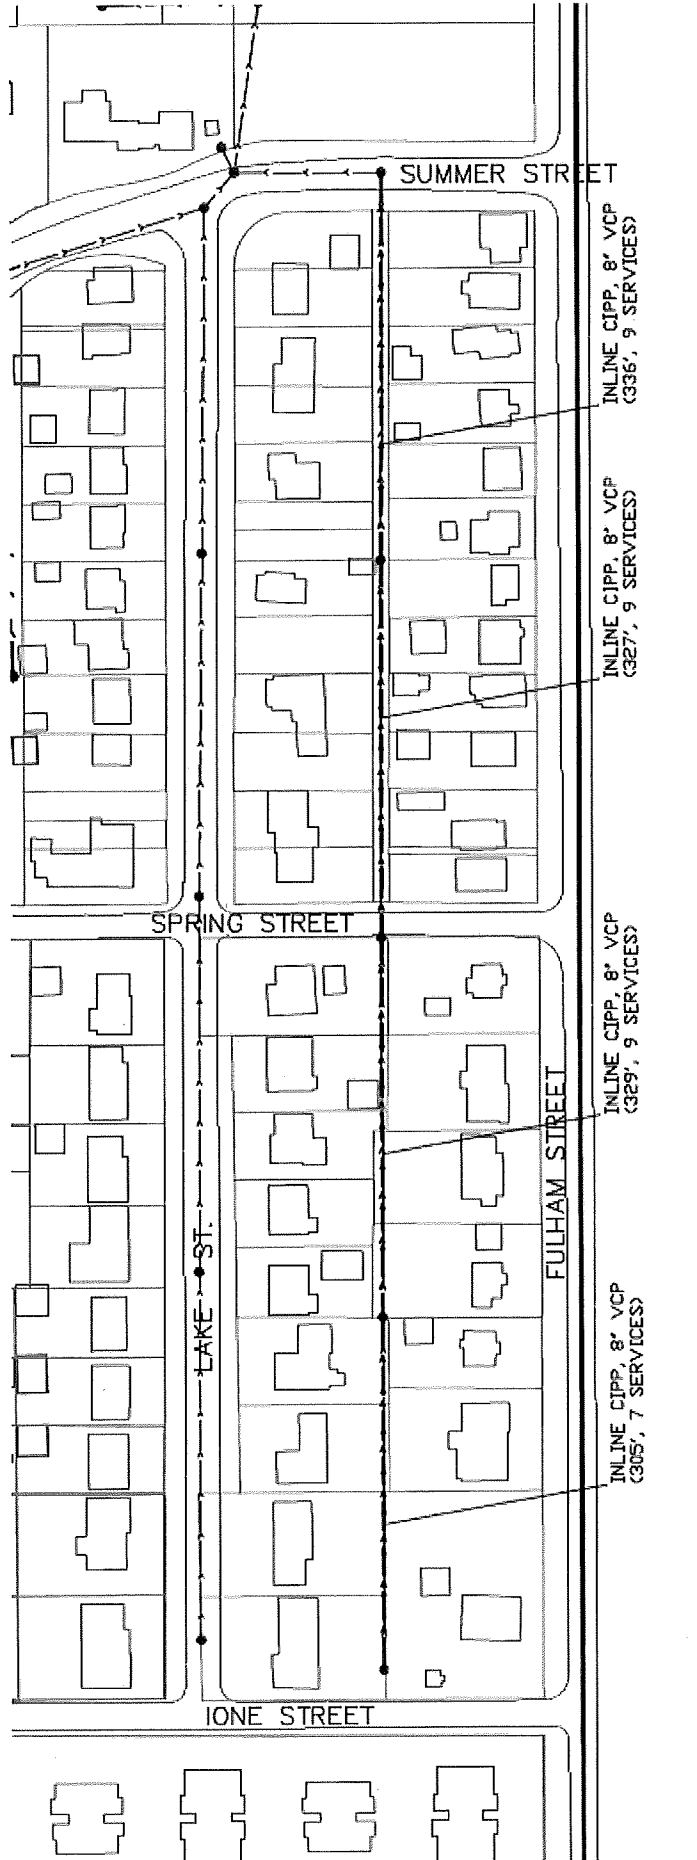 SUMMER STREET
INLINE CIPP, 8" VCP
(336', 9 SERVICES)
INLINE CIPP, 8" VCP
(327', 9 SERVICES)
SPRING STREET
INLINE CIPP, 8" VCP
(329', 9 SERVICES)
FULHAM STREET
LAKE ST.
INLINE CIPP, 8" VCP
(305', 7 SERVICES)
IONE STREET